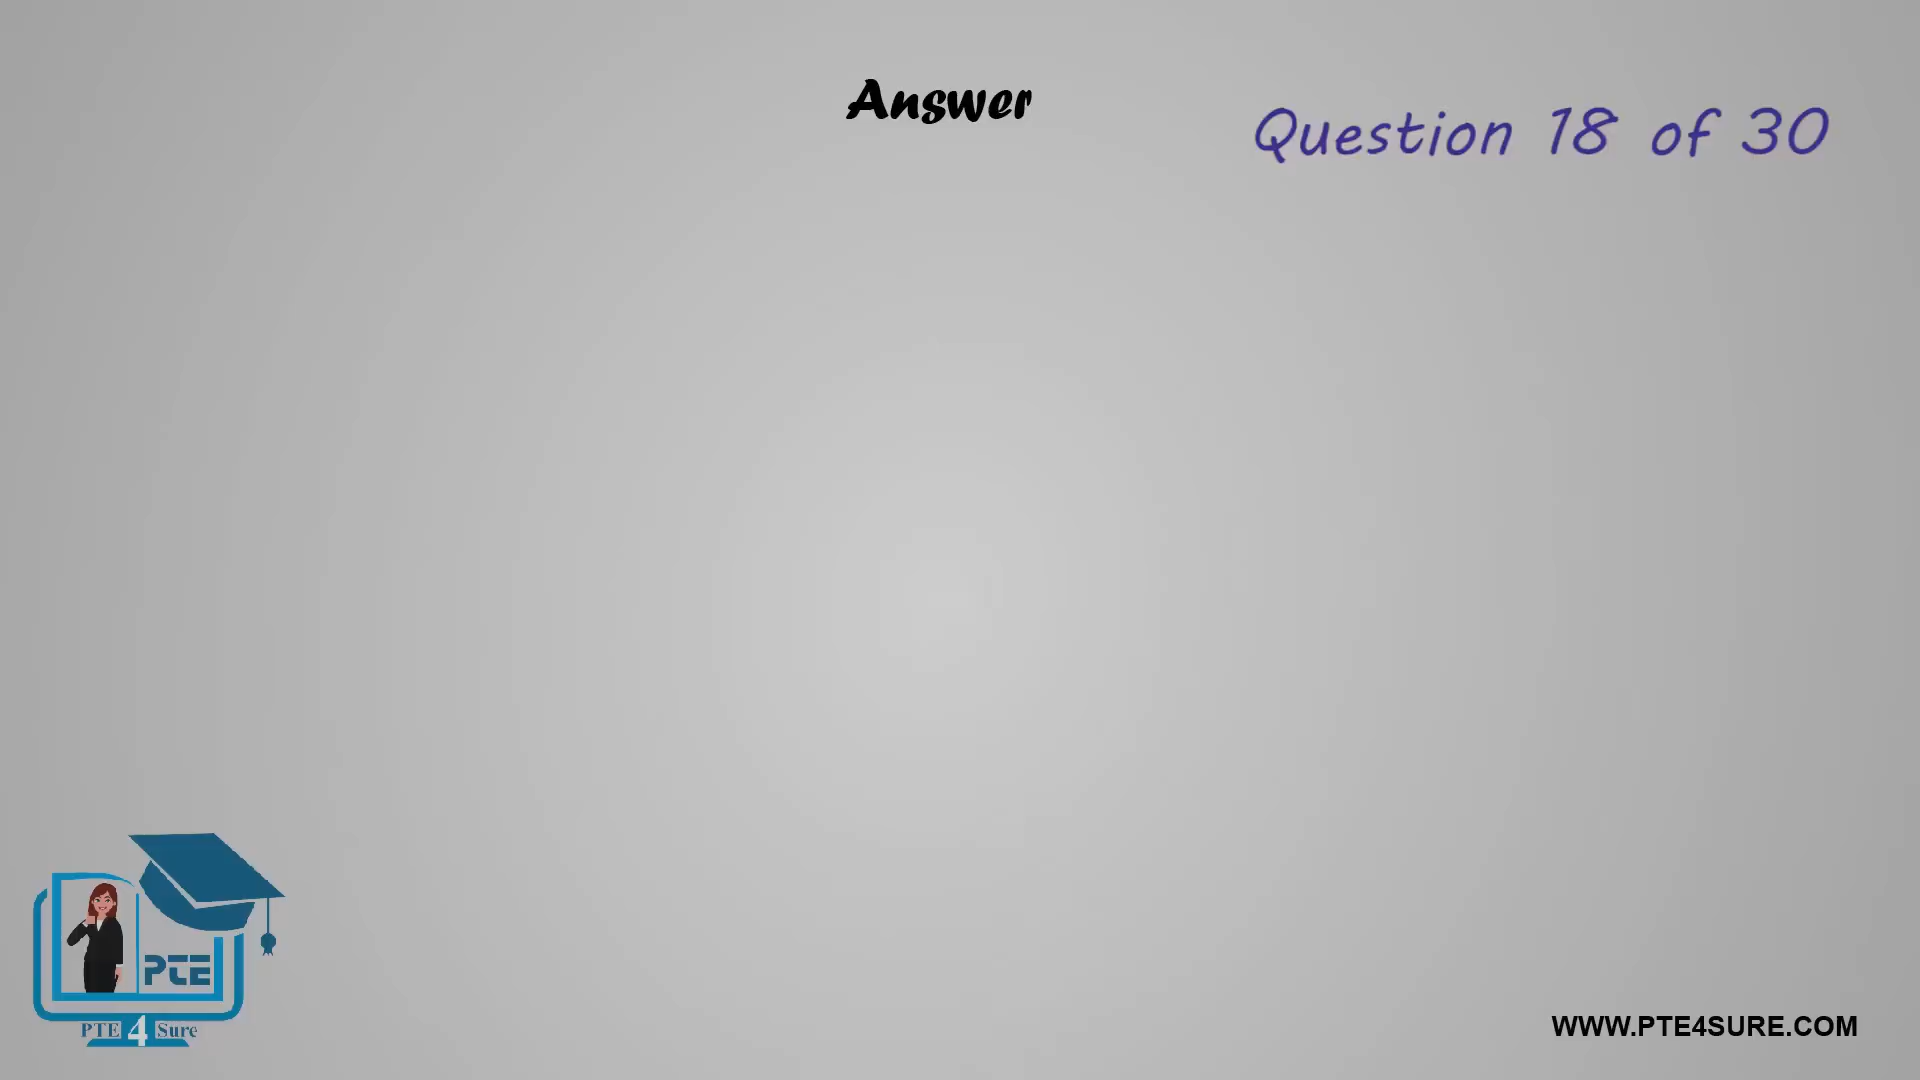 Answer
Question 18 of 30
PTE
PTE 4 Sure
WWW.PTE4SURE.COM